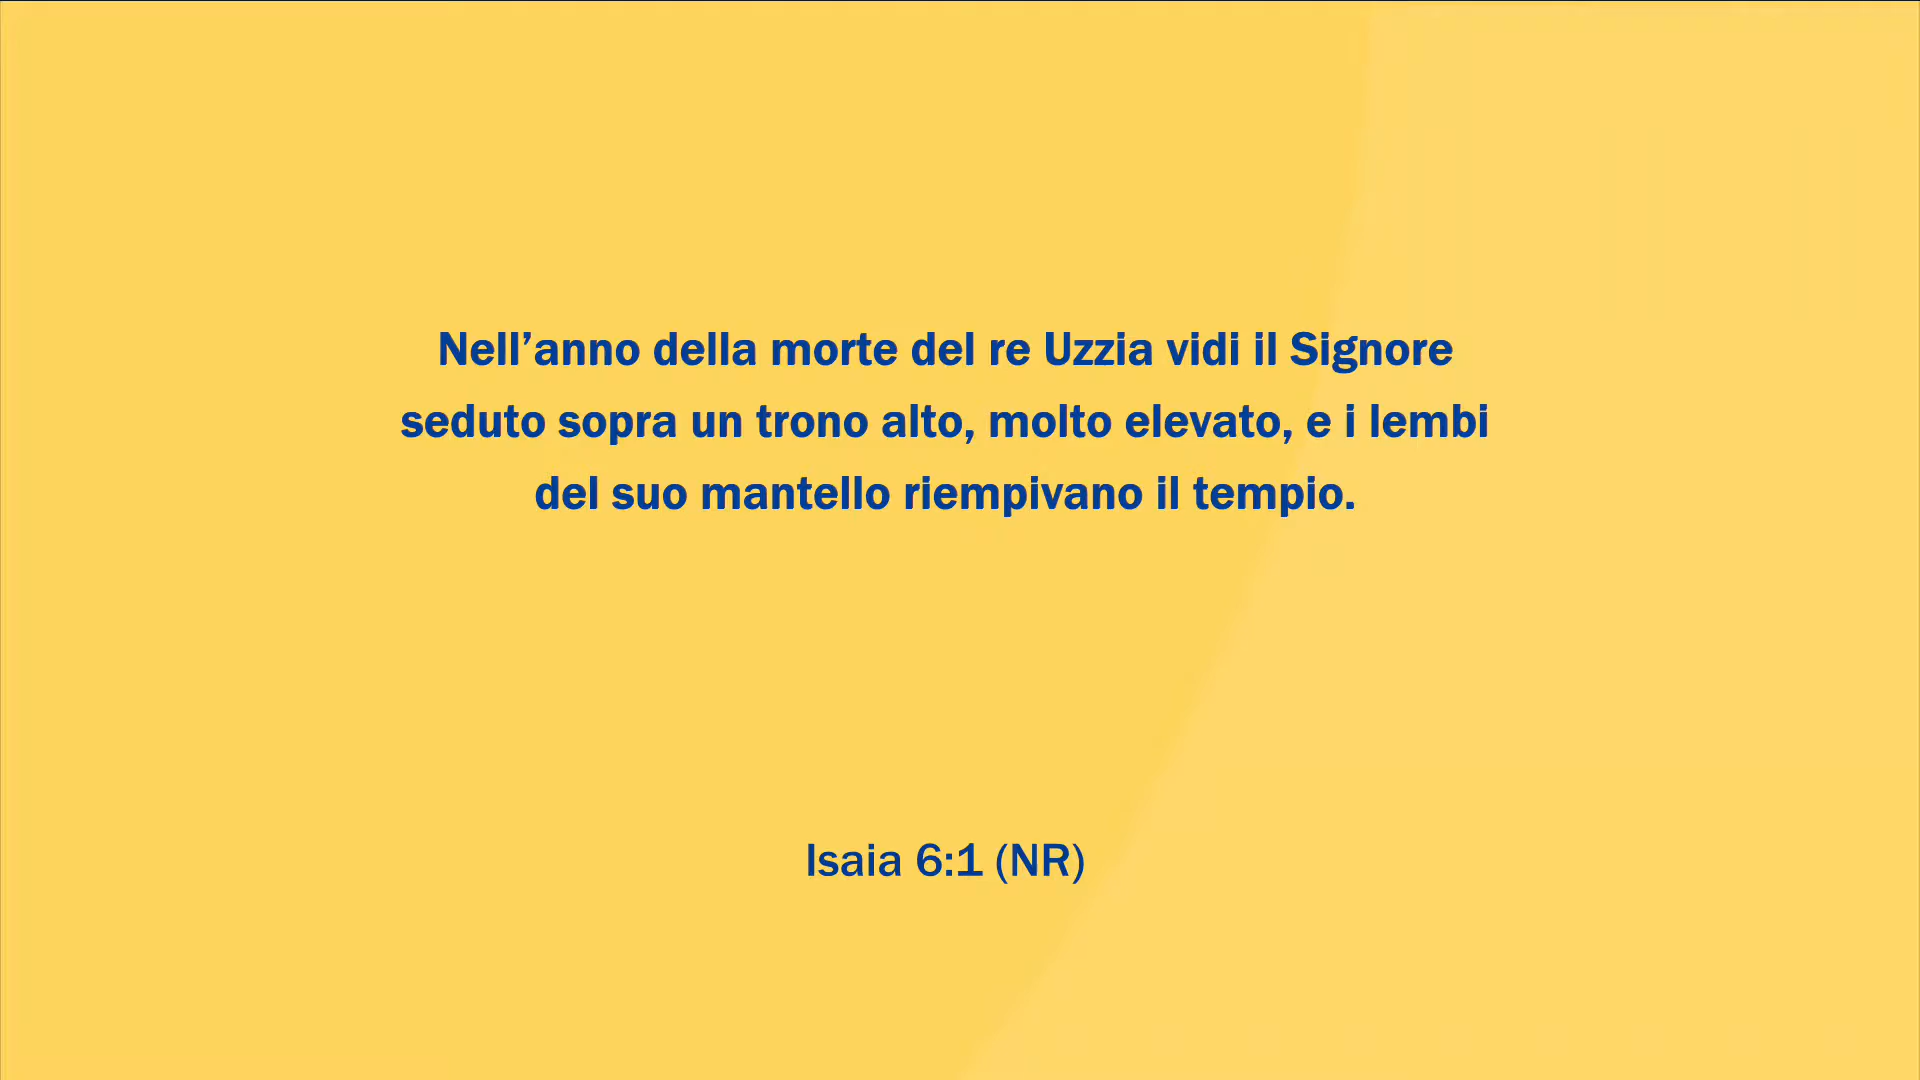 Nell’anno della morte del re Uzzia vidi il Signore
seduto sopra un trono alto, molto elevato, e i lembi
del suo mantello riempivano il tempio.
Isaia 6:1 (NR)